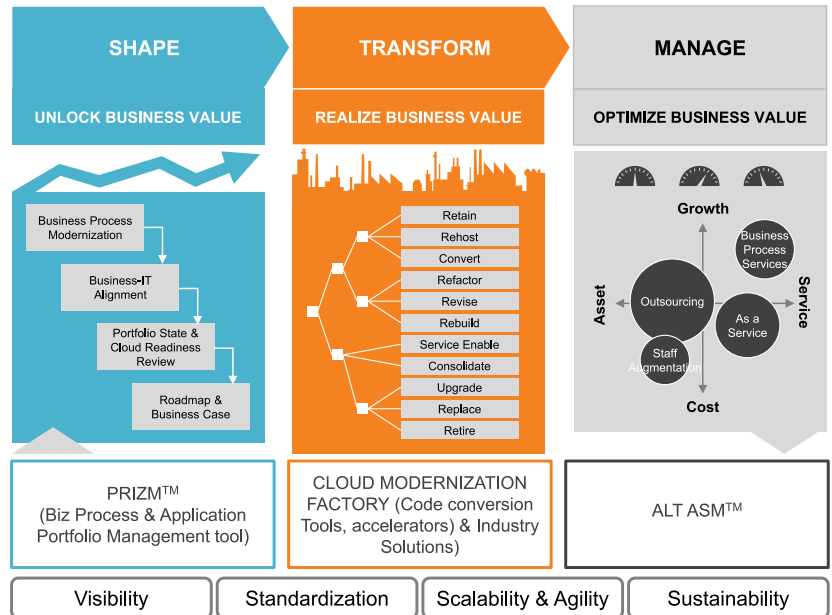 SHAPE
TRANSFORM
MANAGE
UNLOCK BUSINESS VALUE
REALIZE BUSINESS VALUE
OPTIMIZE BUSINESS VALUE
Business Process
Modernization
Business-IT
Alignment
Portfolio State &
Cloud Readiness
Review
Roadmap &
Business Case
Retain
Rehost
Convert
Refactor
Revise
Rebuild
Service Enable
Consolidate
Upgrade
Replace
Retire
Growth
Business
Process
Services
Asset
Outsourcing
As a
Service
Service
Staff
Augmentation
Cost
PRIZM™
(Biz Process & Application
Portfolio Management tool)
CLOUD MODERNIZATION
FACTORY (Code conversion
Tools, accelerators) & Industry
Solutions)
ALT ASM™
Visibility
Standardization
Scalability & Agility
Sustainability